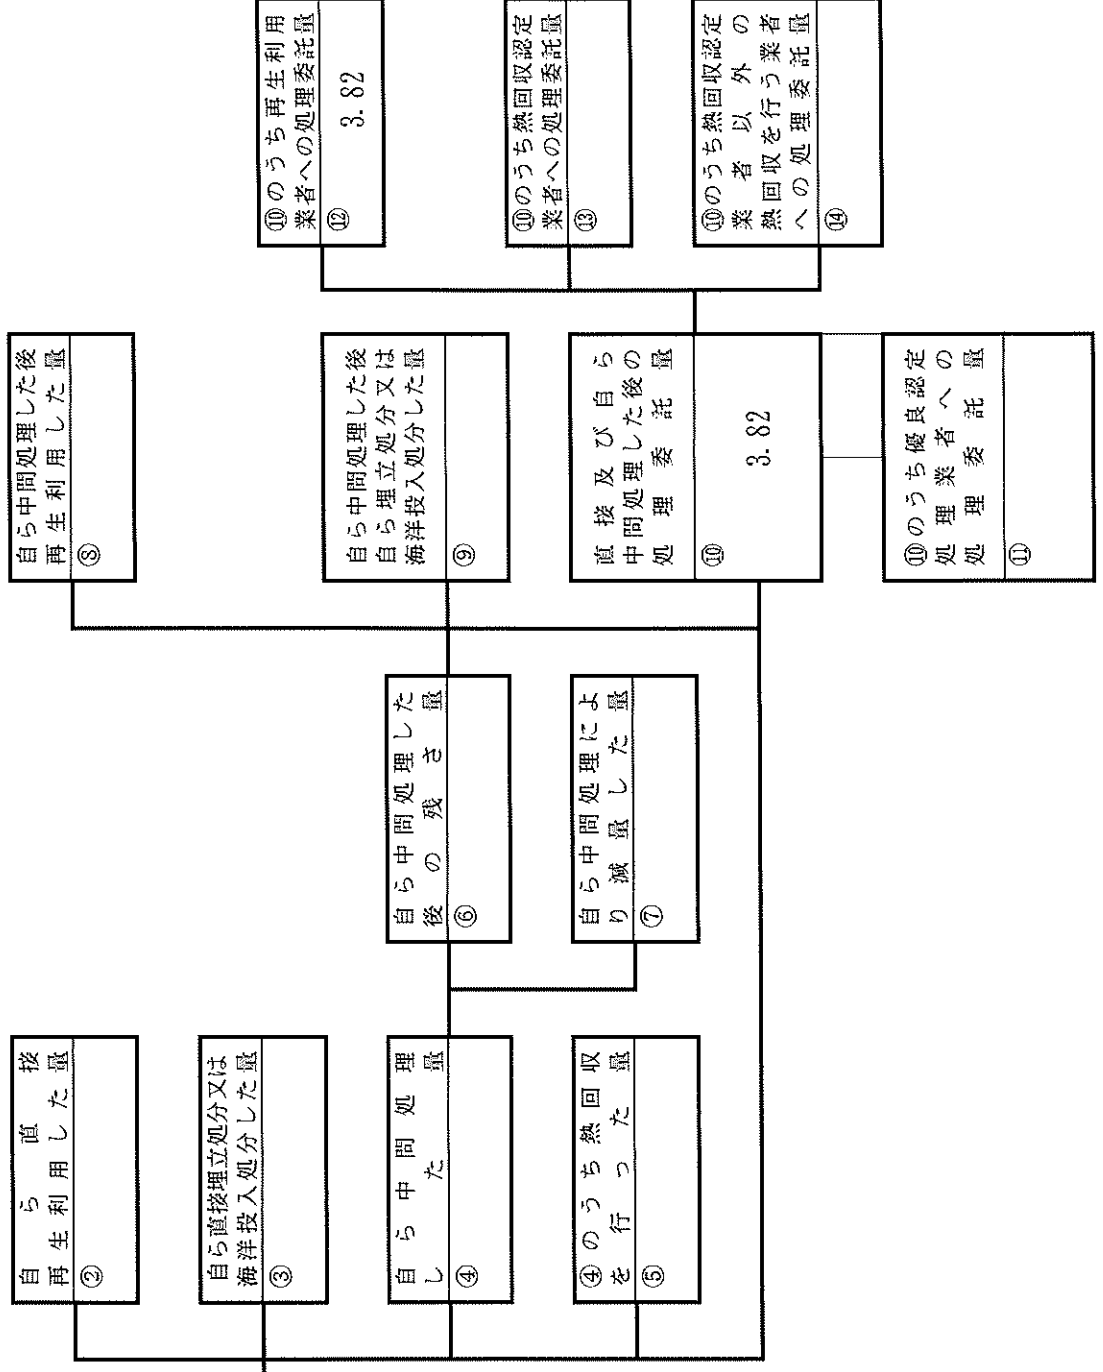 自ら直接
再生利用した量
②
自ら直接埋立処分又は
海洋投入処分した量
③
自ら中間処理
した量
④
④のうち熱回収
を行った量
⑤
自ら中間処理した
後の残さ量
⑥
自ら中間処理によ
り減量した量
⑦
自ら中間処理した後
再生利用した量
⑧
自ら中間処理した後
自ら埋立処分又は
海洋投入処分した量
⑨
直接及び自ら
中間処理した後の
処理委託量
⑩
3.82
⑩のうち優良認定
処理業者への
処理委託量
⑪
⑩のうち再生利用
業者への処理委託量
⑫
3.82
⑩のうち熱回収認定
業者への処理委託量
⑬
⑩のうち熱回収認定
業者以外の
熱回収を行う業者
への処理委託量
⑭